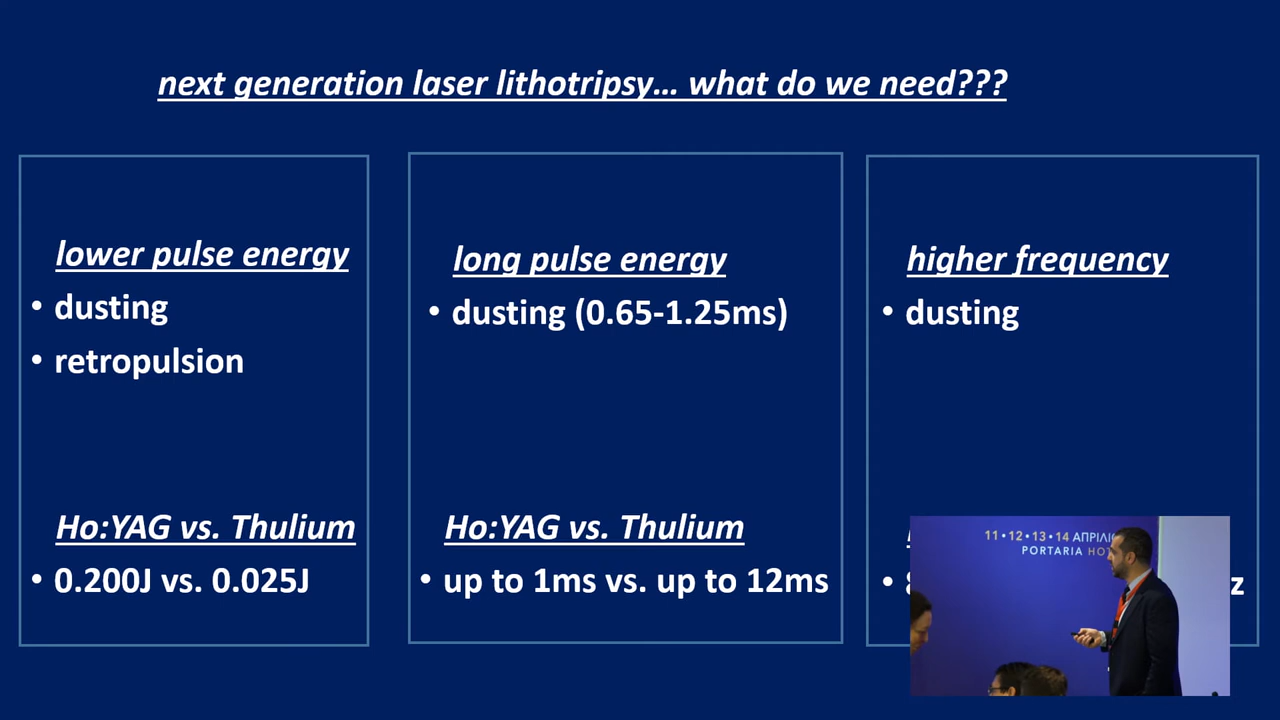 next generation laser lithotripsy... what do we need???
lower pulse energy
• dusting
• retropulsion
Ho:YAG vs. Thulium
• 0.200J vs. 0.025J
long pulse energy
• dusting (0.65-1.25ms)
Ho:YAG vs. Thulium
• up to 1ms vs. up to 12ms
higher frequency
• dusting
11•12•13•14
PORTARIA